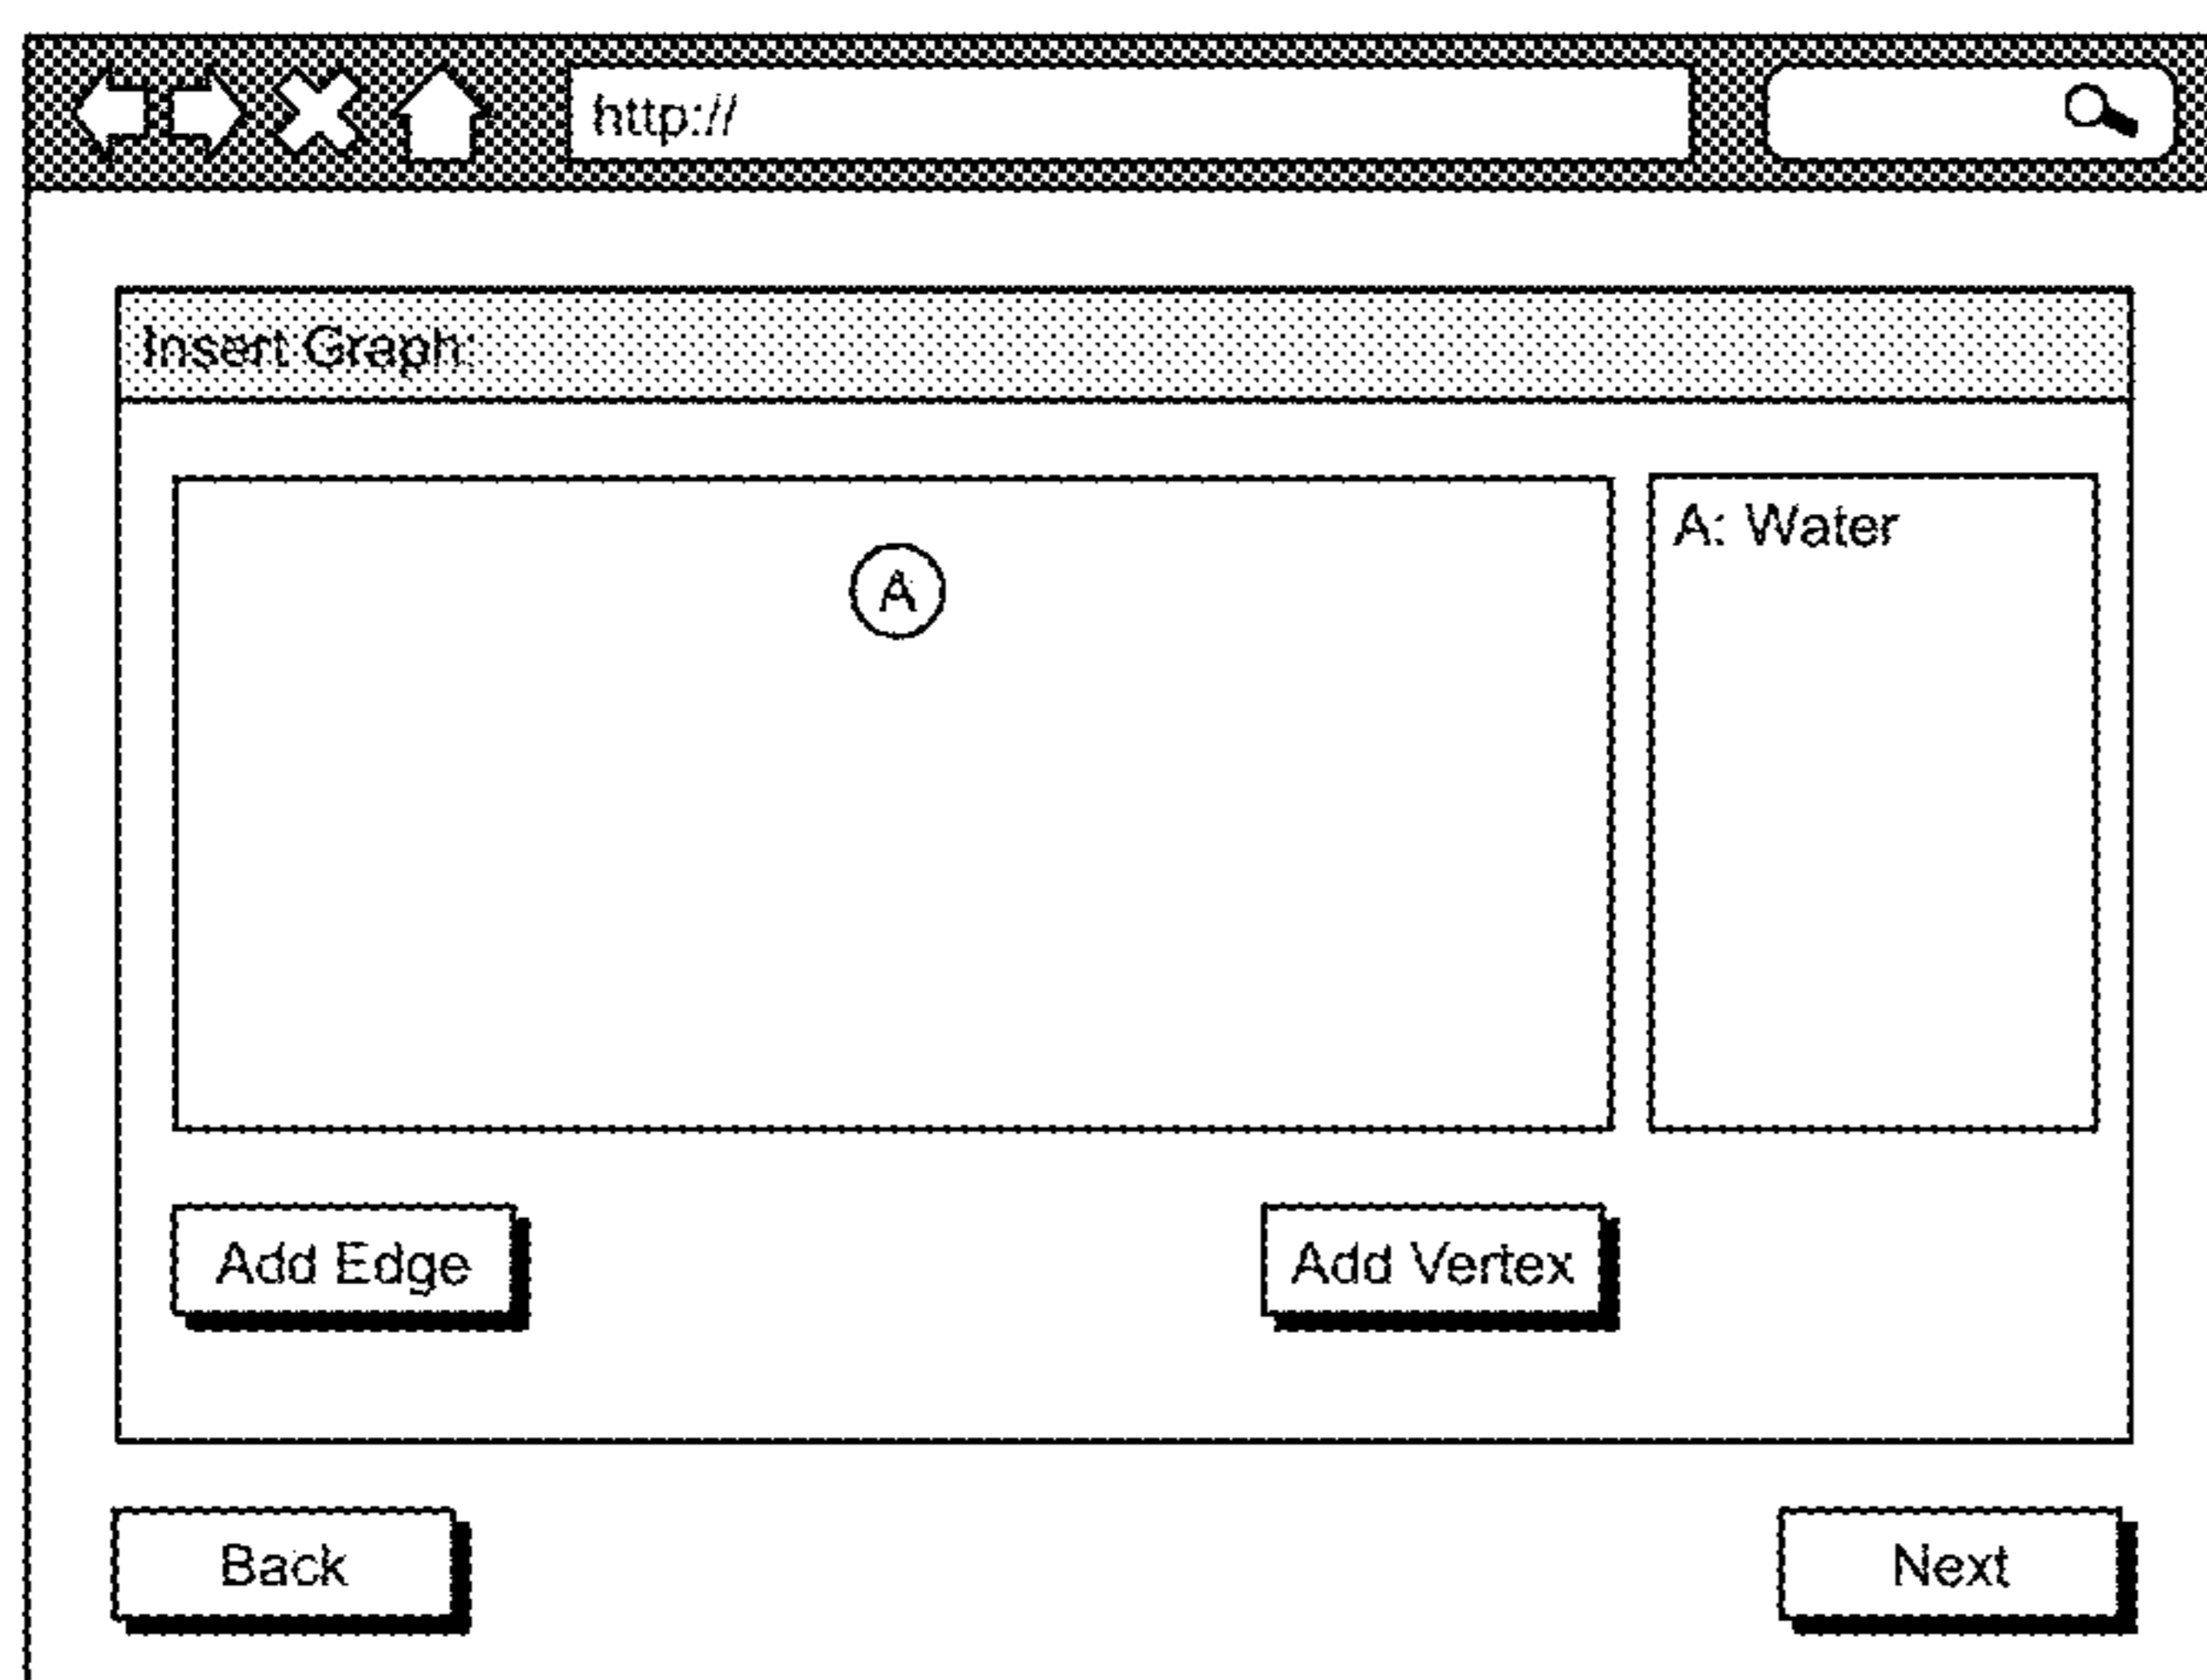 http://
Insert Graph:
A
A: Water
Add Edge
Add Vertex
Back
Next